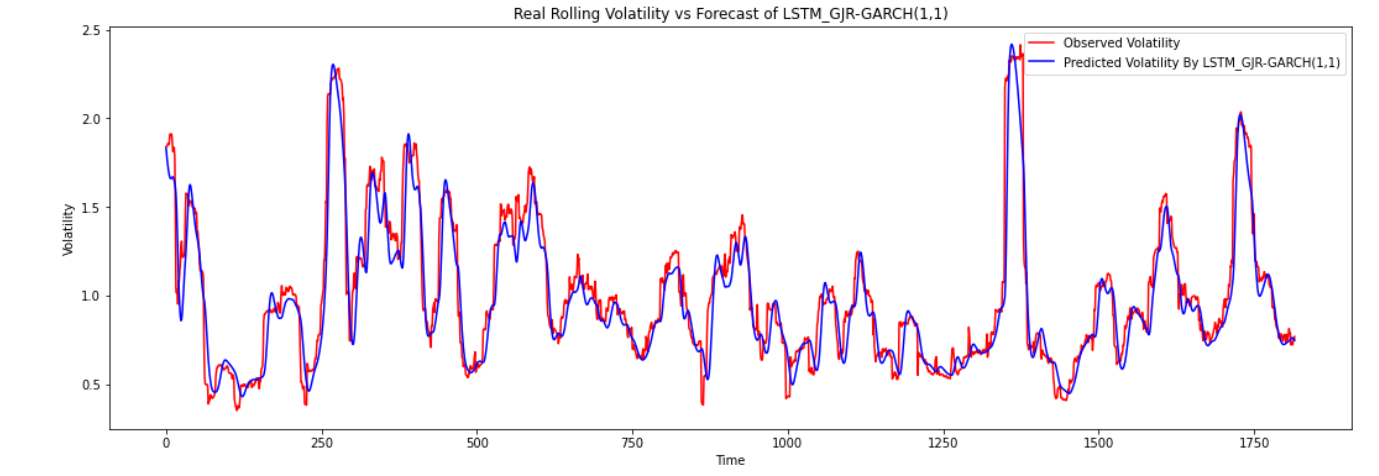 Real Rolling Volatility vs Forecast of LSTM_GJR-GARCH(1,1)
Observed Volatility
Predicted Volatility By LSTM_GJR-GARCH(1,1)
Volatility
2.5
2.0
1.5
1.0
0.5
0 250 500 750 1000 1250 1500 1750
Time